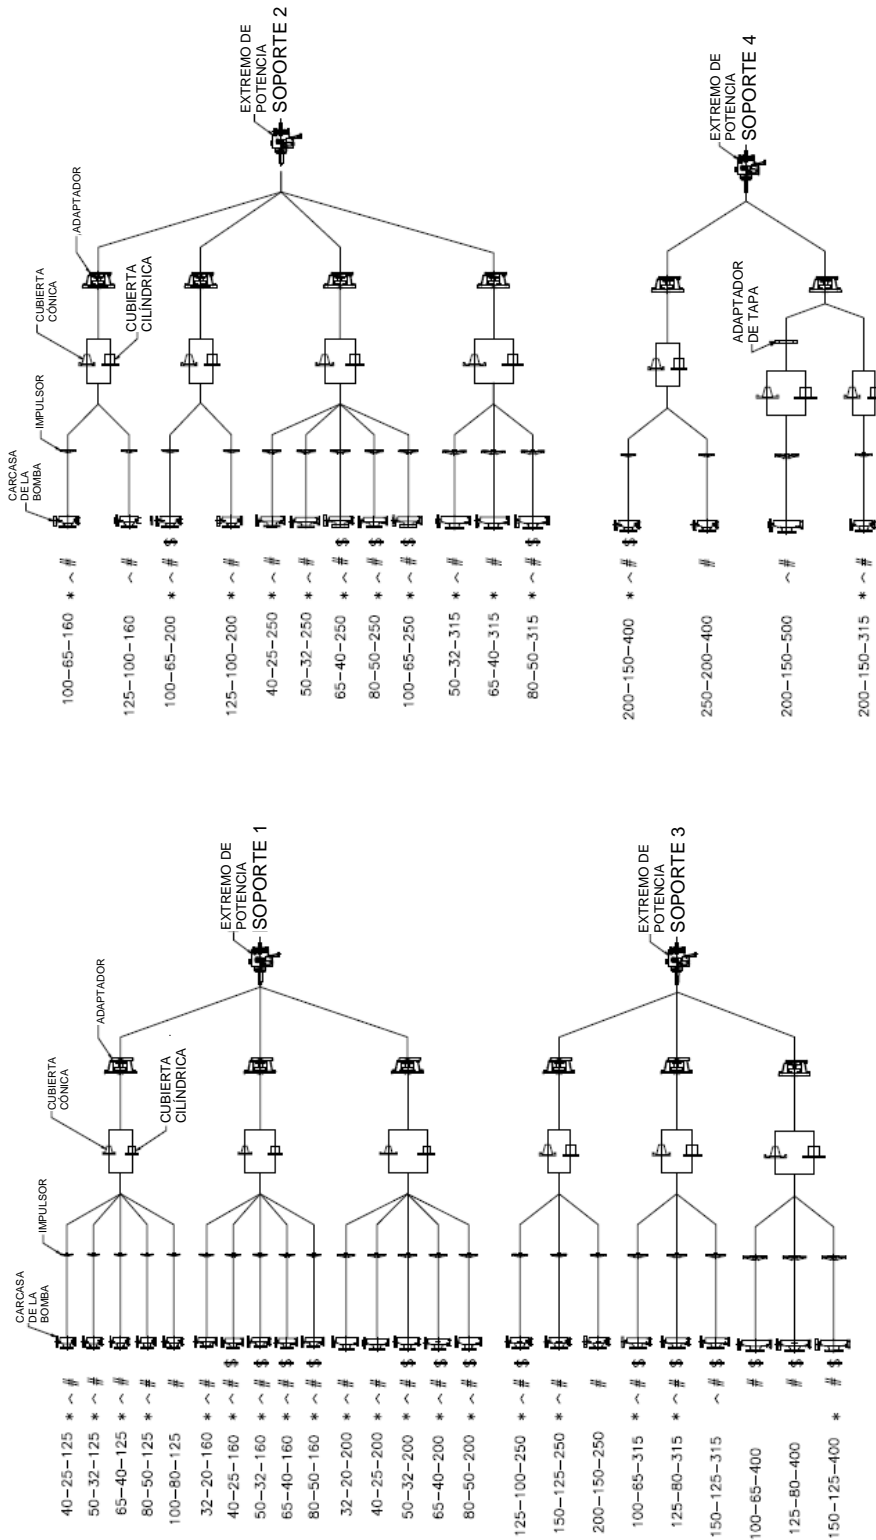 CARCASA
DE LA
BOMBA
IMPULSOR
CUBIERTA
CÓNICA
ADAPTADOR
CUBIERTA
CILÍNDRICA
EXTREMO DE
POTENCIA
SOPORTE 1
40-25-125 * ^ #
50-32-125 * ^ #
65-40-125 * ^ #
80-50-125 * ^ #
100-80-125 #
32-20-160 * ^ #
40-25-160 * ^ # $
50-32-160 * ^ # $
65-40-160 * ^ # $
80-50-160 * ^ # $
32-20-200 * ^ #
40-25-200 * ^ #
50-32-200 * ^ # $
65-40-200 * ^ # $
80-50-200 * ^ # $
EXTREMO DE
POTENCIA
SOPORTE 3
125-100-250 * ^ # $
150-125-250 * ^ # $
200-150-250 #
100-65-315 * ^ # $
125-80-315 * ^ # $
150-125-315 ^ # $
100-65-400 # $
125-80-400 # $
150-125-400 * # $
CARCASA
DE LA
BOMBA
IMPULSOR
CUBIERTA
CÓNICA
ADAPTADOR
CUBIERTA
CILÍNDRICA
EXTREMO DE
POTENCIA
SOPORTE 2
100-65-160 * ^ #
125-100-160 ^ #
100-65-200 * ^ # $
125-100-200 * ^ #
40-25-250 * ^ #
50-32-250 * ^ #
65-40-250 * ^ # $
80-50-250 * ^ # $
100-65-250 * ^ # $
50-32-315 * ^ #
65-40-315 * ^ #
80-50-315 * ^ # $
EXTREMO DE
POTENCIA
SOPORTE 4
ADAPTADOR
DE TAPA
200-150-400 * ^ # $
250-200-400 #
200-150-500 ^ #
200-150-315 * ^ #